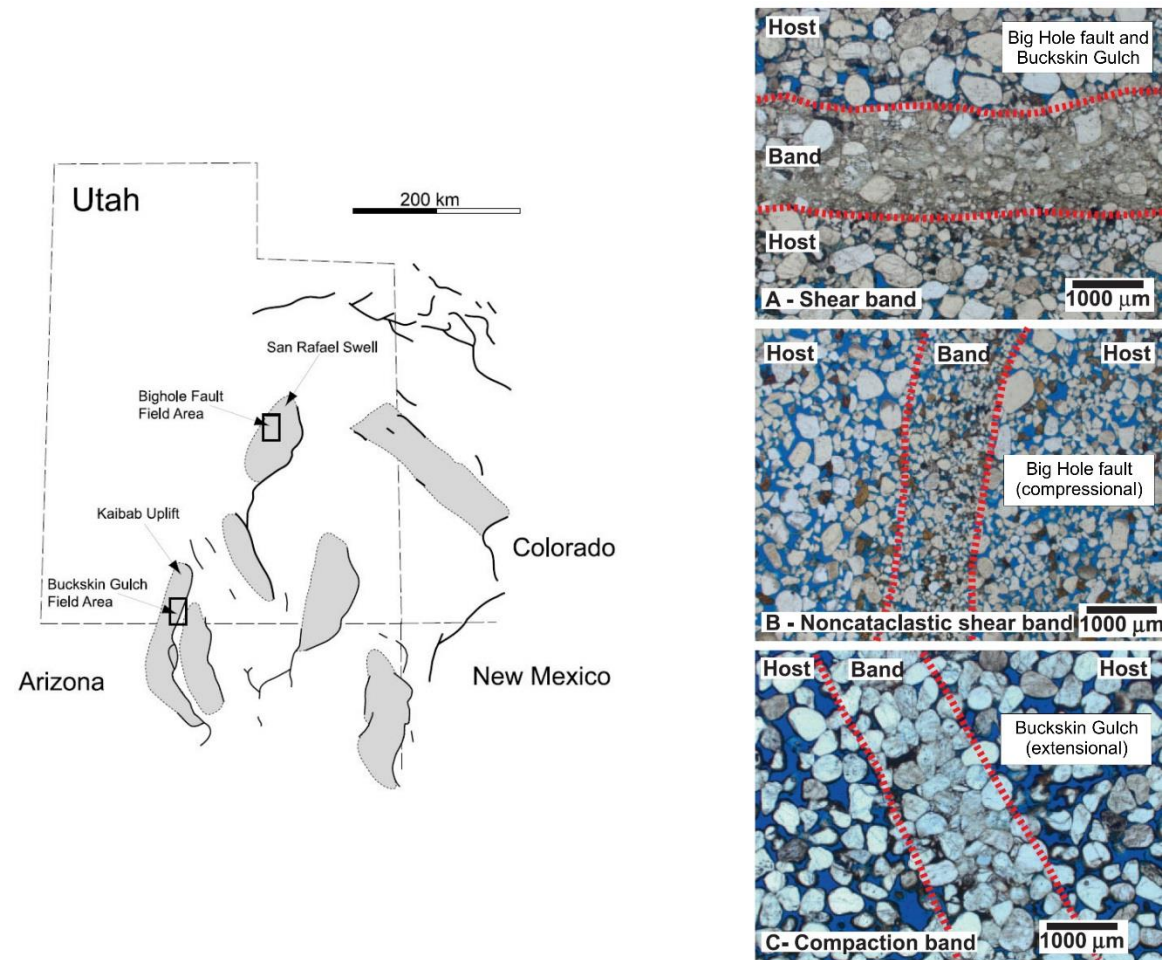 Utah
200 km
San Rafael Swell
Bighole Fault
Field Area
Kaibab Uplift
Buckskin Gulch
Field Area
Colorado
Arizona
New Mexico
Host
Big Hole fault and
Buckskin Gulch
Band
Host
A - Shear band
1000 μm
Host
Band
Host
Big Hole fault
(compressional)
B - Noncataclastic shear band
1000 μm
Host
Band
Host
Buckskin Gulch
(extensional)
C- Compaction band
1000 μm